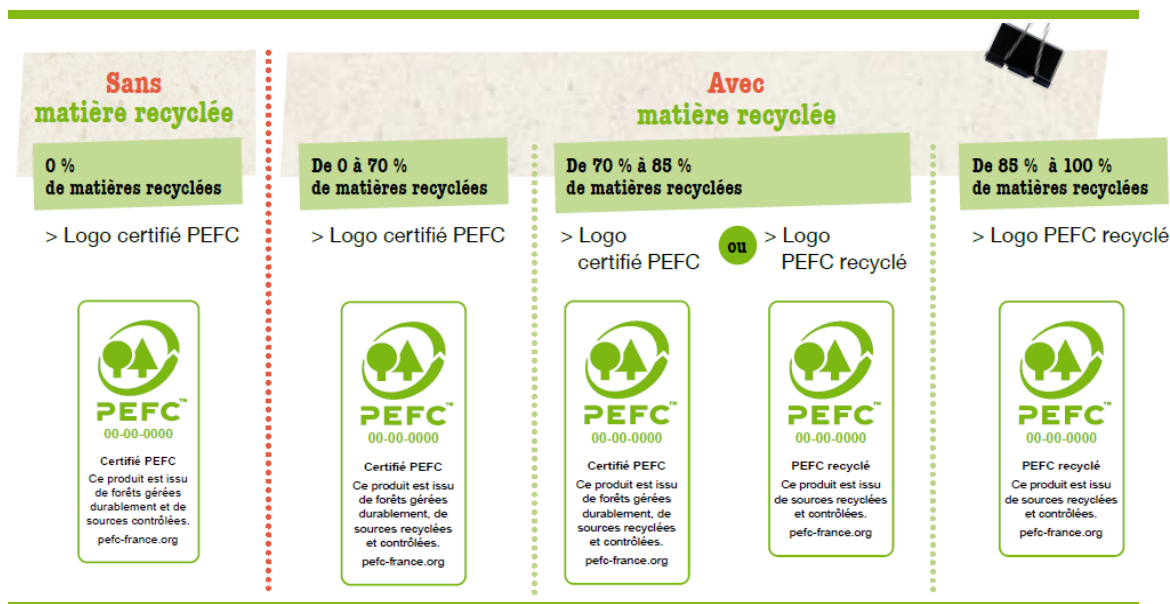 Sans
matière recyclée
Avec
matière recyclée
0 %
de matières recyclées
> Logo certifié PEFC
De 0 à 70 %
de matières recyclées
> Logo certifié PEFC
De 70 % à 85 %
de matières recyclées
> Logo
certifié PEFC
ou
> Logo
PEFC recyclé
De 85 % à 100 %
de matières recyclées
> Logo PEFC recyclé
PEFC™
00-00-0000
Certifié PEFC
Ce produit est issu
de forêts gérées
durablement et de
sources contrôlées.
pefc-france.org
PEFC™
00-00-0000
Certifié PEFC
Ce produit est issu
de forêts gérées
durablement, de
sources recyclées
et contrôlées.
pefc-france.org
PEFC™
00-00-0000
Certifié PEFC
Ce produit est issu
de forêts gérées
durablement, de
sources recyclées
et contrôlées.
pefc-france.org
PEFC™
00-00-0000
PEFC recyclé
Ce produit est issu
de sources recyclées
et contrôlées.
pefc-france.org
PEFC™
00-00-0000
PEFC recyclé
Ce produit est issu
de sources recyclées
et contrôlées.
pefc-france.org